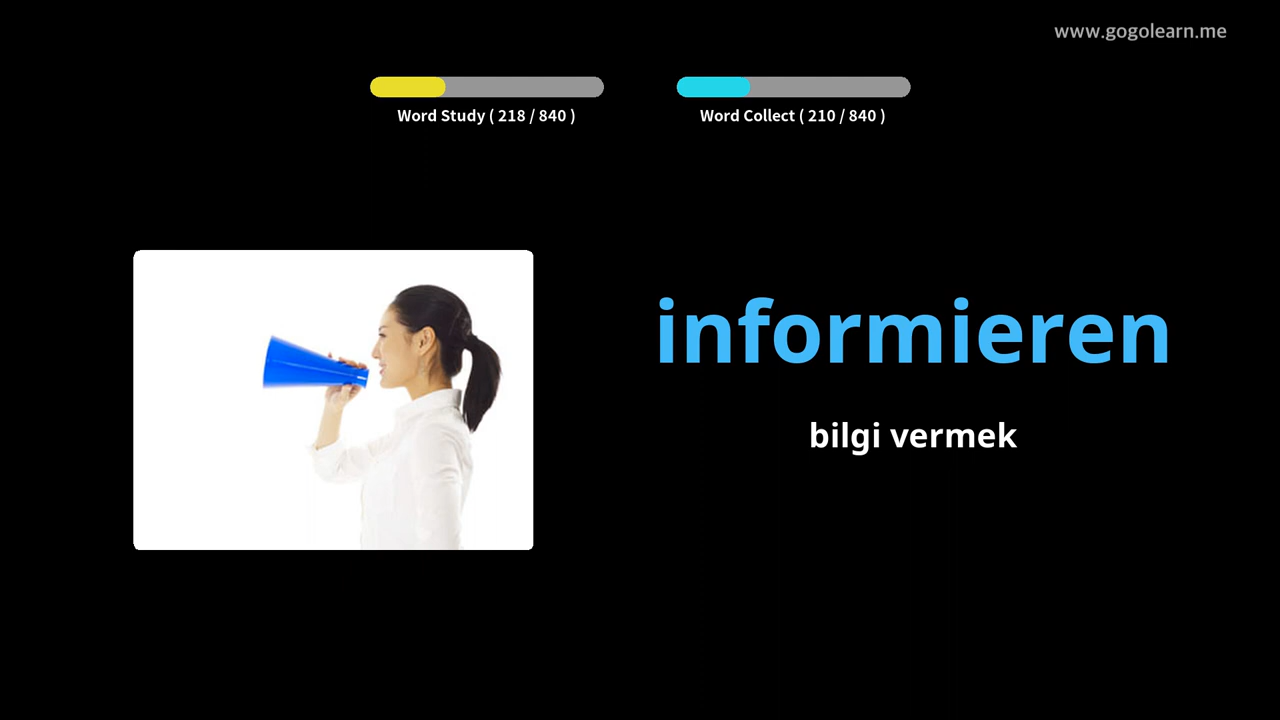 www.gogolearn.me
Word Study ( 218 / 840 )
Word Collect ( 210 / 840 )
informieren
bilgi vermek